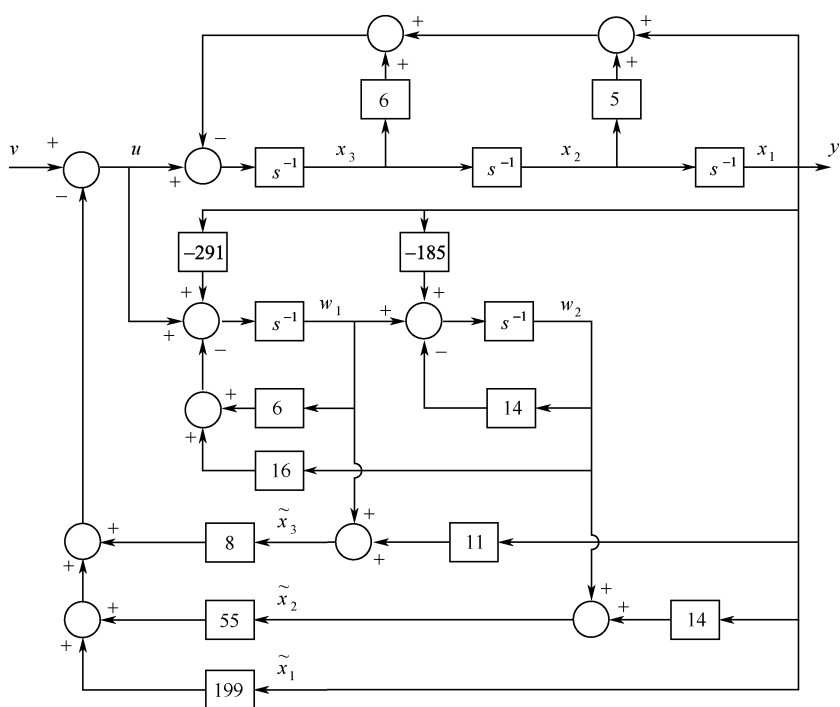 + +
+ +
6 5
v + u − x₃ x₂ x₁ y
− + s⁻¹ s⁻¹ s⁻¹
−291 −185
+ w₁ + + w₂
+ − s⁻¹ − s⁻¹
+ 6 14
+ 16
+ x̃₃ +
+ 8 + 11
+ x̃₂ + +
+ 55 14
x̃₁
199